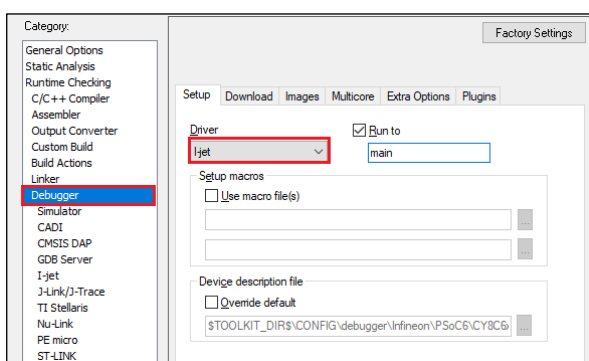 Category:
Factory Settings
General Options
Static Analysis
Runtime Checking
C/C++ Compiler
Assembler
Output Converter
Custom Build
Build Actions
Linker
Debugger
Simulator
CADI
CMSIS DAP
GDB Server
I-jet
J-Link/J-Trace
TI Stellaris
Nu-Link
PE micro
ST-LINK
Setup Download Images Multicore Extra Options Plugins
Driver
Run to
I-jet
main
Setup macros
Use macro file(s)
...
...
Device description file
Override default
$TOOLKIT_DIR$\CONFIG\debugger\Infineon\PSoC6\CY8C6
...